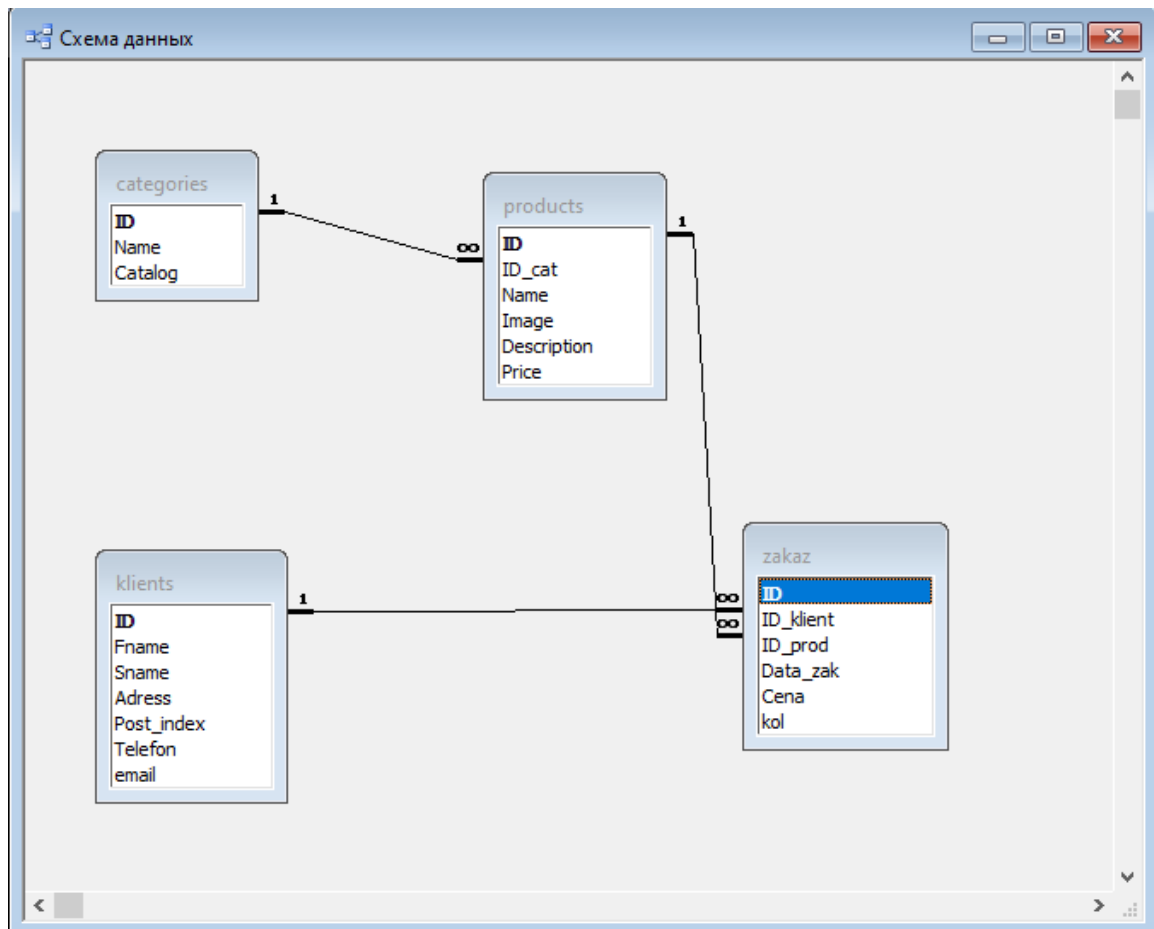 Схема данных
categories
ID
Name
Catalog
1
∞
products
ID
ID_cat
Name
Image
Description
Price
1
klients
ID
Fname
Sname
Adress
Post_index
Telefon
email
1
∞
∞
zakaz
ID
ID_klient
ID_prod
Data_zak
Cena
kol